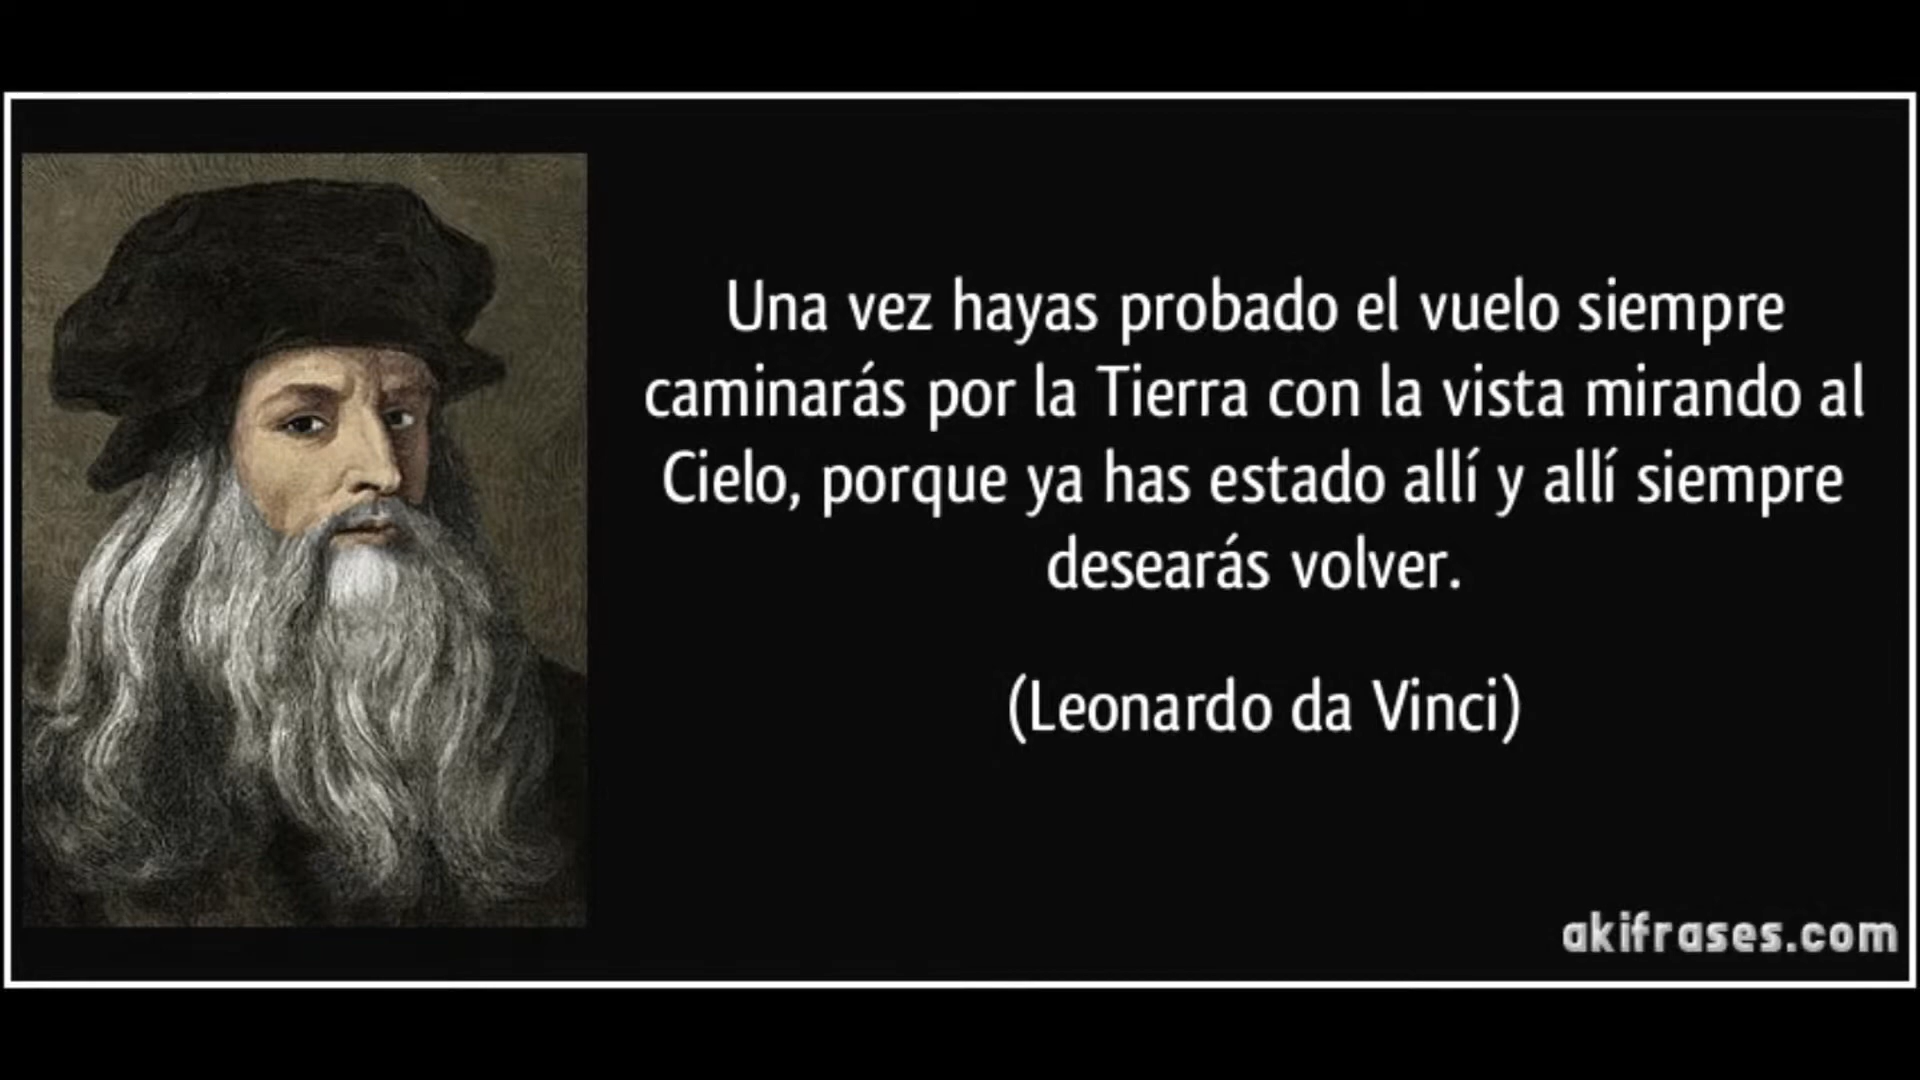 Una vez hayas probado el vuelo siempre
caminarás por la Tierra con la vista mirando al
Cielo, porque ya has estado allí y allí siempre
desearás volver.
(Leonardo da Vinci)
akifrases.com